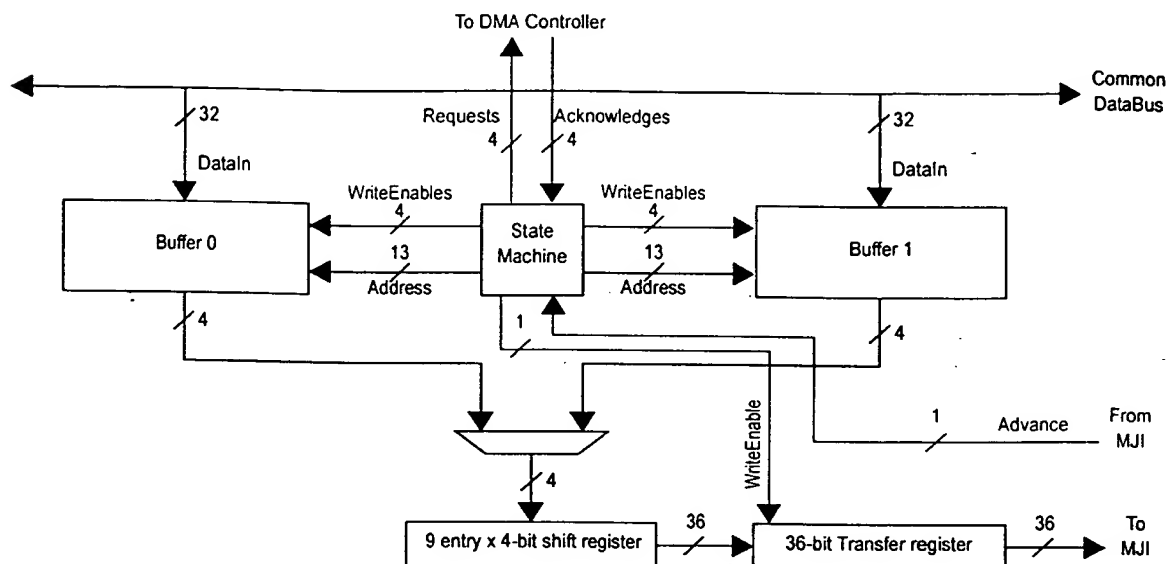 To DMA Controller
Common
DataBus
32
Requests
4
Acknowledges
4
32
DataIn
DataIn
WriteEnables
4
WriteEnables
4
Buffer 0
State
Machine
Buffer 1
13
Address
13
Address
4
1
4
WriteEnable
1
Advance
From
MJI
4
9 entry x 4-bit shift register
36
36-bit Transfer register
36
To
MJI